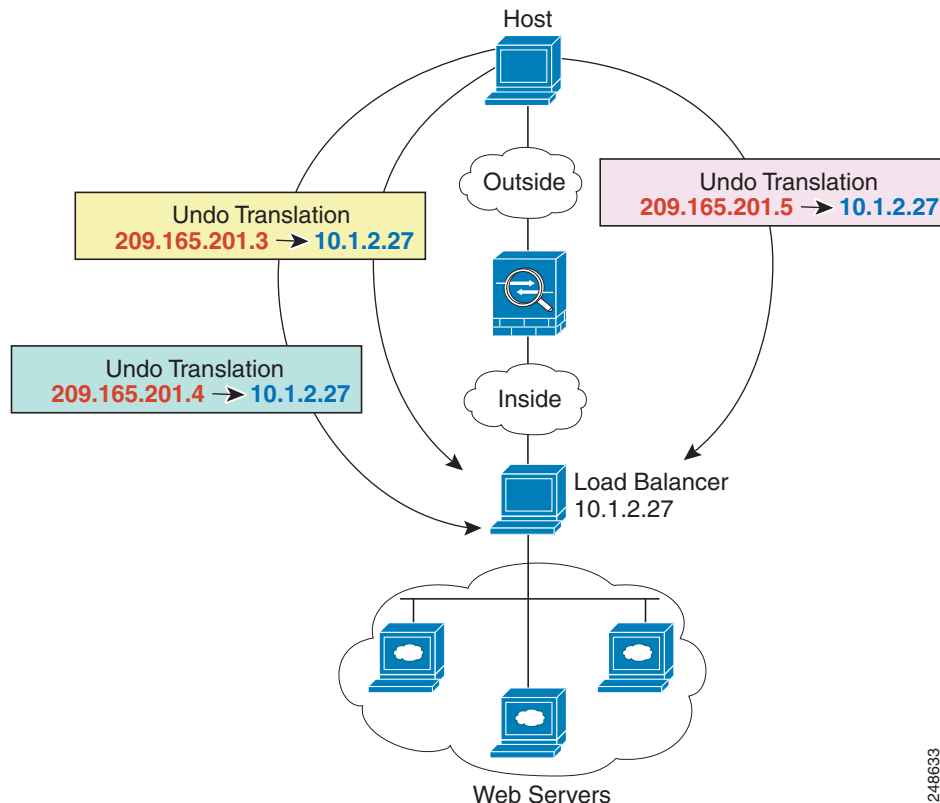 Host
Outside
Undo Translation
209.165.201.3 → 10.1.2.27
Undo Translation
209.165.201.5 → 10.1.2.27
Undo Translation
209.165.201.4 → 10.1.2.27
Inside
Load Balancer
10.1.2.27
Web Servers
248633